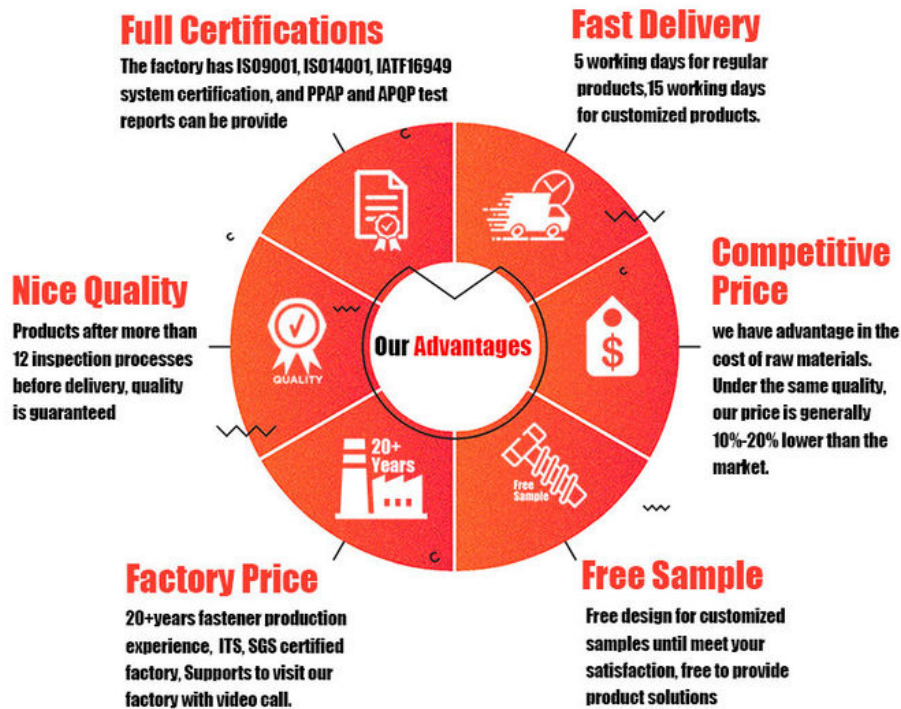 Full Certifications
The factory has ISO9001, ISO14001, IATF16949
system certification, and PPAP and APQP test
reports can be provide
Fast Delivery
5 working days for regular
products,15 working days
for customized products.
Nice Quality
Products after more than
12 inspection processes
before delivery, quality
is guaranteed
QUALITY
Our Advantages
$
Competitive
Price
we have advantage in the
cost of raw materials.
Under the same quality,
our price is generally
10%-20% lower than the
market.
20+
Years
Free
Sample
Factory Price
20+years fastener production
experience, ITS, SGS certified
factory, Supports to visit our
factory with video call.
Free Sample
Free design for customized
samples until meet your
satisfaction, free to provide
product solutions